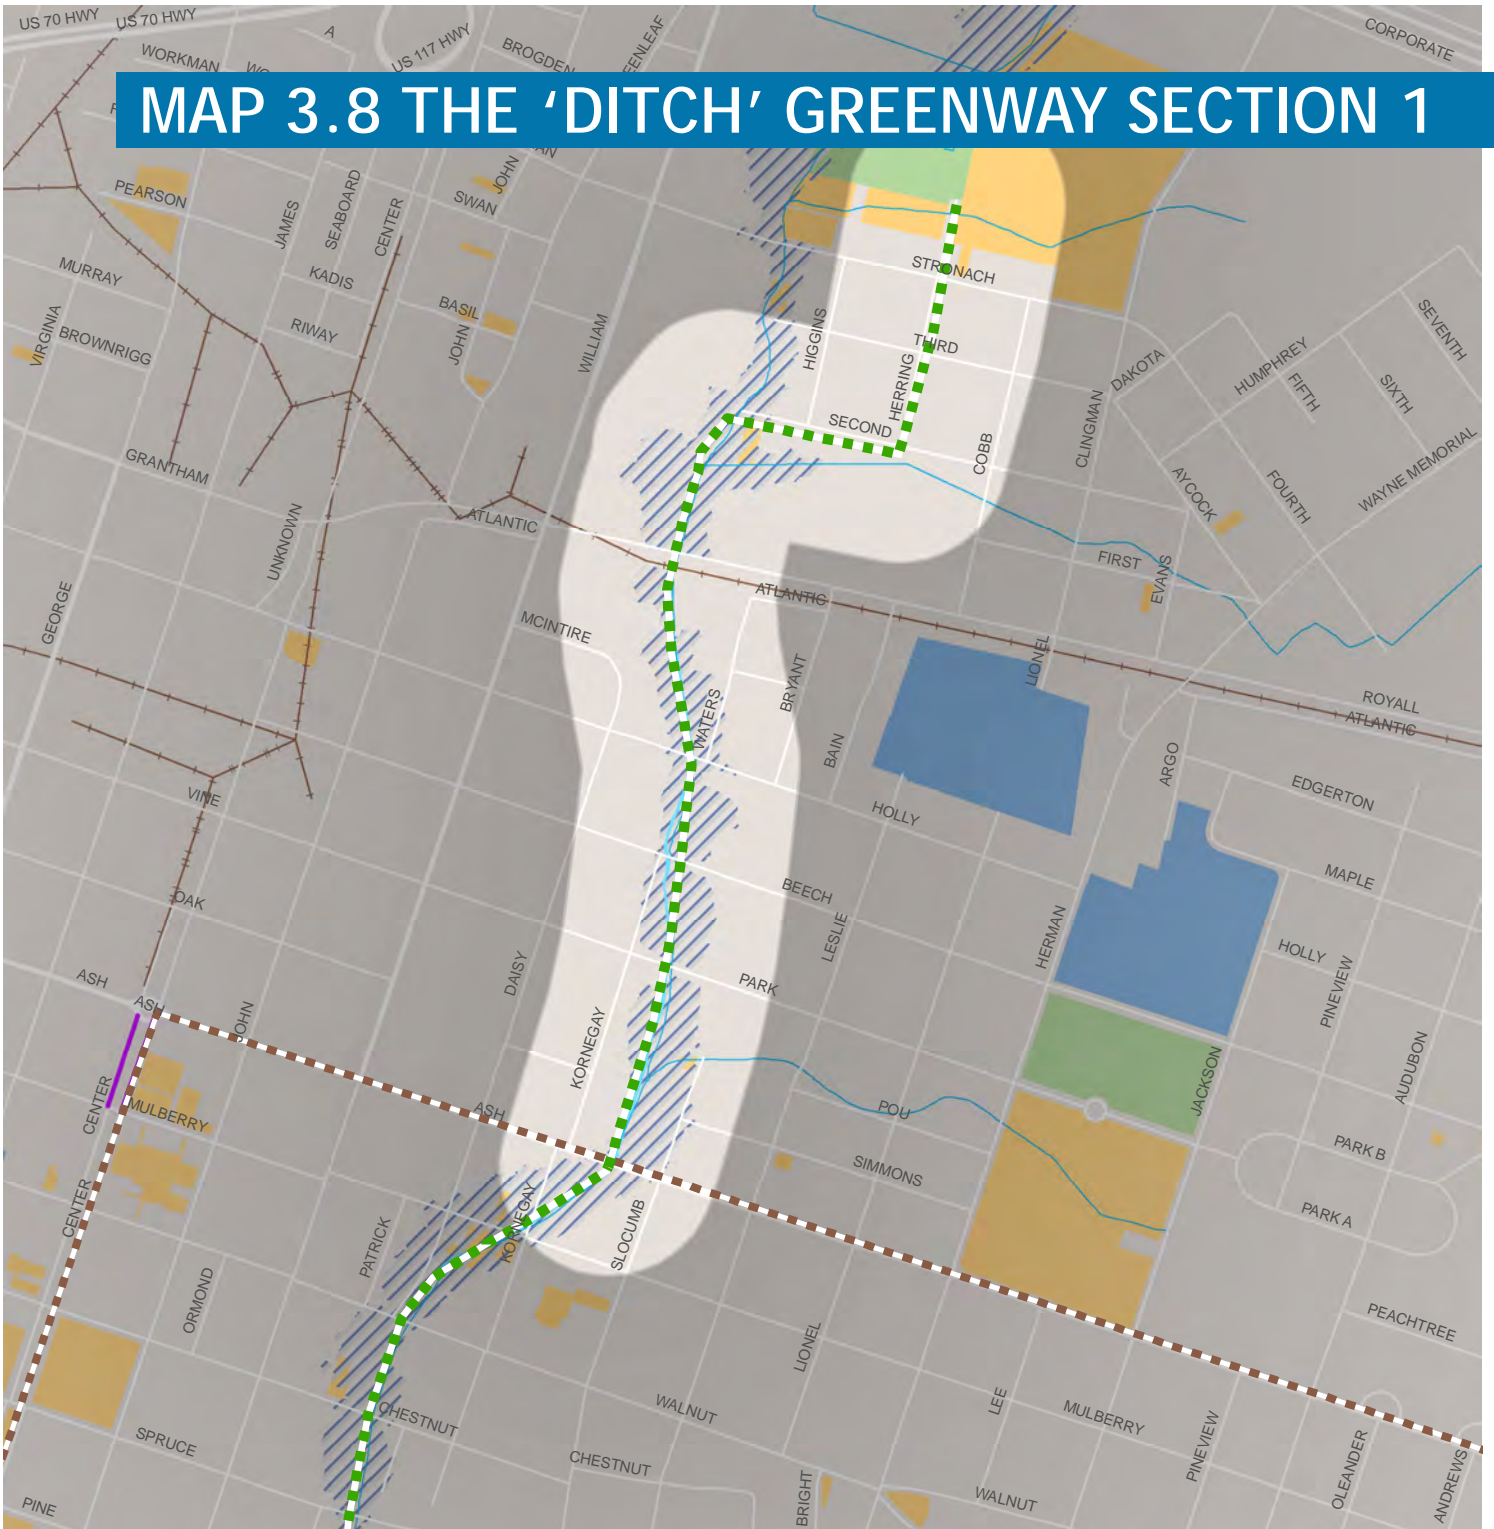 US 70 HWY
US 70 HWY
A
US 117 HWY
CORPORATE
WORKMAN
BROGDEN
MAP 3.8 THE ‘DITCH’ GREENWAY SECTION 1
PEARSON
JAMES
SEABOARD
CENTER
SWAN
JOHN
MURRAY
KADIS
BASIL
STRONACH
VIRGINIA
BROWNRIGG
RIWAY
JOHN
WILLIAM
HIGGINS
THIRD
HERRING
SECOND
COBB
CLINGMAN
DAKOTA
HUMPHREY
FIFTH
SIXTH
SEVENTH
GRANTHAM
UNKNOWN
ATLANTIC
AYCOCK
FOURTH
WAYNE MEMORIAL
GEORGE
MCINTIRE
ATLANTIC
FIRST
EVANS
LIONEL
ROYALL
ATLANTIC
WATERS
BRYANT
BAIN
ARGO
EDGERTON
VINE
HOLLY
MAPLE
OAK
BEECH
LESLIE
HERMAN
HOLLY
PINEVIEW
ASH
ASH
JOHN
DAISY
PARK
KORNEGAY
AUDUBON
CENTER
MULBERRY
ASH
POU
JACKSON
PARK B
SIMMONS
PARK A
CENTER
PATRICK
KORNEGAY
SLOCUMB
ORMOND
LIONEL
PEACHTREE
CHESTNUT
WALNUT
LEE
MULBERRY
PINEVIEW
SPRUCE
CHESTNUT
BRIGHT
WALNUT
OLEANDER
ANDREWS
PINE